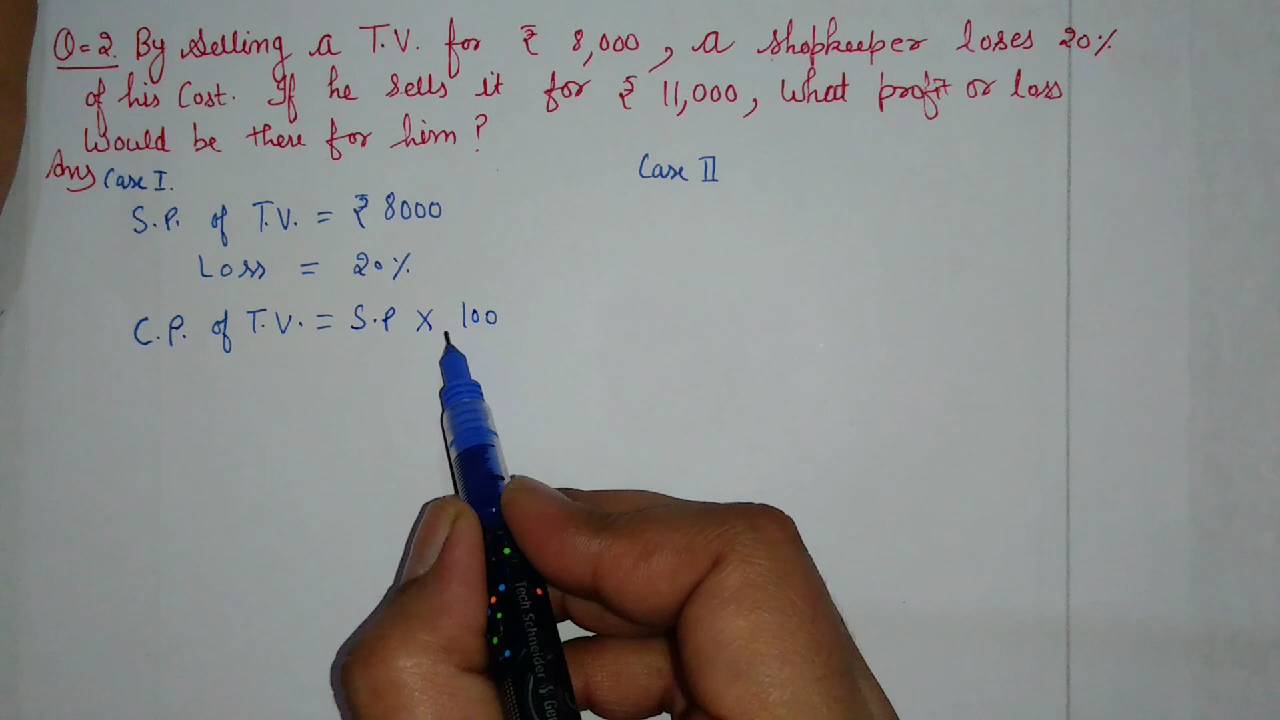 Q=2. By Selling a T.V. for ₹ 8,000, a shopkeeper loses 20%
of his Cost. If he sells it for ₹ 11,000, What profit or loss
Would be there for him?
Ans Case I.
Case II
S.P. of T.V. = ₹ 8000
Loss = 20%
C.P. of T.V. = S.P × 100
Tech Schneider